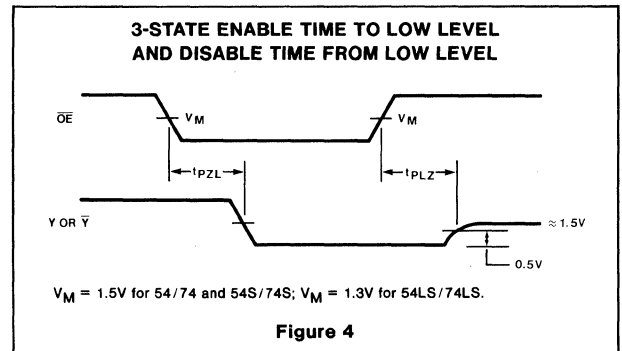 3-STATE ENABLE TIME TO LOW LEVEL
AND DISABLE TIME FROM LOW LEVEL
O̅E̅
VM
VM
tPZL
tPLZ
Y OR Y̅
≈1.5V
0.5V
VM = 1.5V for 54/74 and 54S/74S; VM = 1.3V for 54LS/74LS.
Figure 4